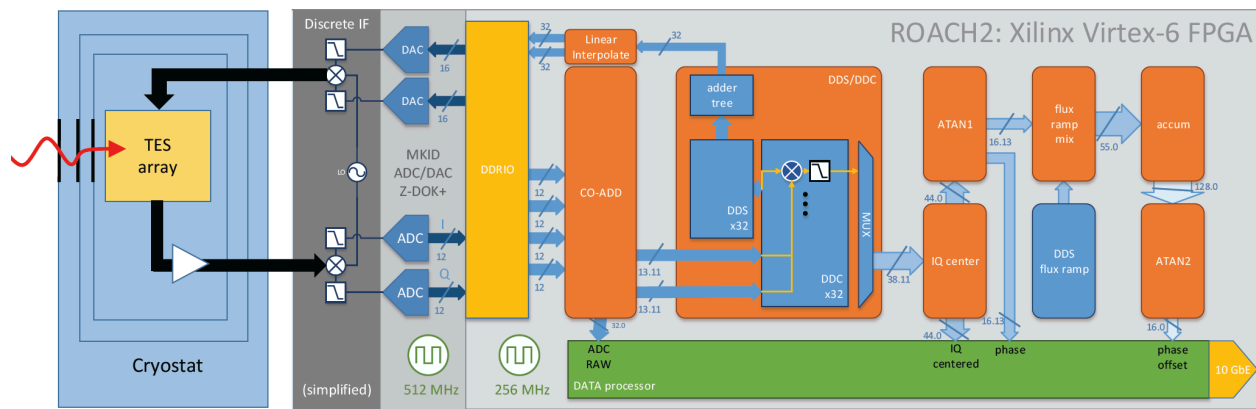 Discrete IF
ROACH2: Xilinx Virtex-6 FPGA
DAC
16
DAC
16
32
32
Linear
Interpolate
32
DDS/DDC
adder
tree
TES
array
LO
MKID
ADC/DAC
Z-DOK+
DDRIO
12
12
12
12
CO-ADD
DDS
x32
DDC
x32
MUX
ATAN1
16.13
flux
ramp
mix
55.0
accum
128.0
44.0
ADC
I
12
ADC
Q
12
13.11
13.11
38.11
IQ center
DDS
flux ramp
ATAN2
32.0
44.0
16.13
16.0
Cryostat
(simplified)
512 MHz
256 MHz
ADC
RAW
IQ
centered
phase
phase
offset
DATA processor
10 GbE